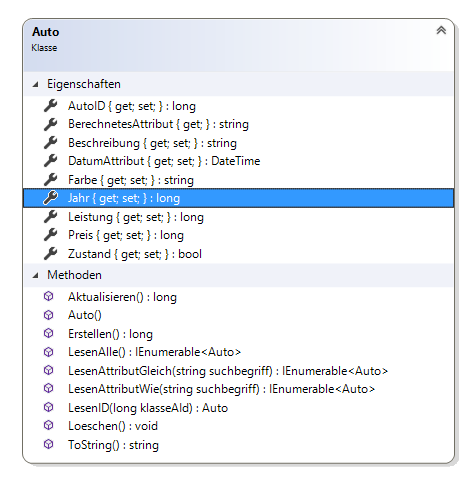 Auto
Klasse
Eigenschaften
AutoID { get; set; } : long
BerechnetesAttribut { get; } : string
Beschreibung { get; set; } : string
DatumAttribut { get; set; } : DateTime
Farbe { get; set; } : string
Jahr { get; set; } : long
Leistung { get; set; } : long
Preis { get; set; } : long
Zustand { get; set; } : bool
Methoden
Aktualisieren() : long
Auto()
Erstellen() : long
LesenAlle() : IEnumerable<Auto>
LesenAttributGleich(string suchbegriff) : IEnumerable<Auto>
LesenAttributWie(string suchbegriff) : IEnumerable<Auto>
LesenID(long klasseAId) : Auto
Loeschen() : void
ToString() : string